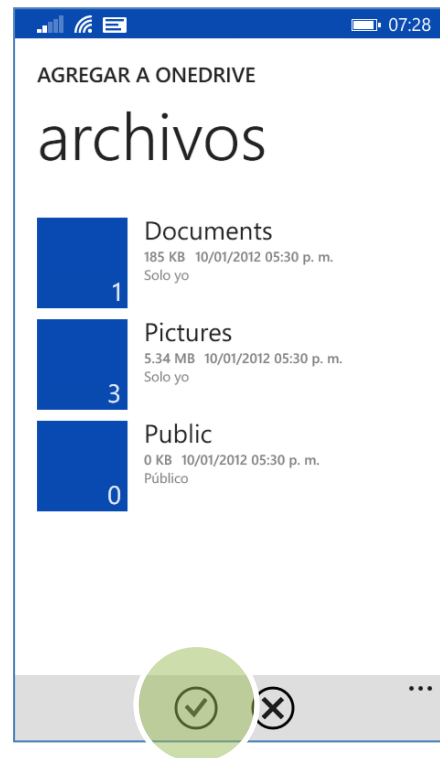 07:28
AGREGAR A ONEDRIVE
archivos
Documents
185 KB 10/01/2012 05:30 p. m.
Solo yo
1
Pictures
5.34 MB 10/01/2012 05:30 p. m.
Solo yo
3
Public
0 KB 10/01/2012 05:30 p. m.
Público
0